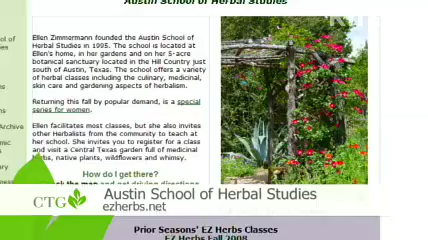 Austin School of Herbal Studies
Ellen Zimmermann founded the Austin School of
Herbal Studies in 1995. The school is located at
Ellen's home, in her gardens and on her 5-acre
botanical sanctuary located in the Hill Country just
south of Austin, Texas. The school offers a variety
of herbal classes including the culinary, medicinal,
skin care and gardening aspects of herbalism.
Returning this fall by popular demand, is a special
series for women.
Ellen facilitates most classes, but she also invites
other Herbalists from the community to teach at
her school. She invites you to register for a class
and visit a Central Texas garden full of medicinal
herbs, native plants, wildflowers and whimsy.
How do I get there?
the map and get driving directions
CTG
Austin School of Herbal Studies
ezherbs.net
Prior Seasons' EZ Herbs Classes
EZ Herbs Fall 2008